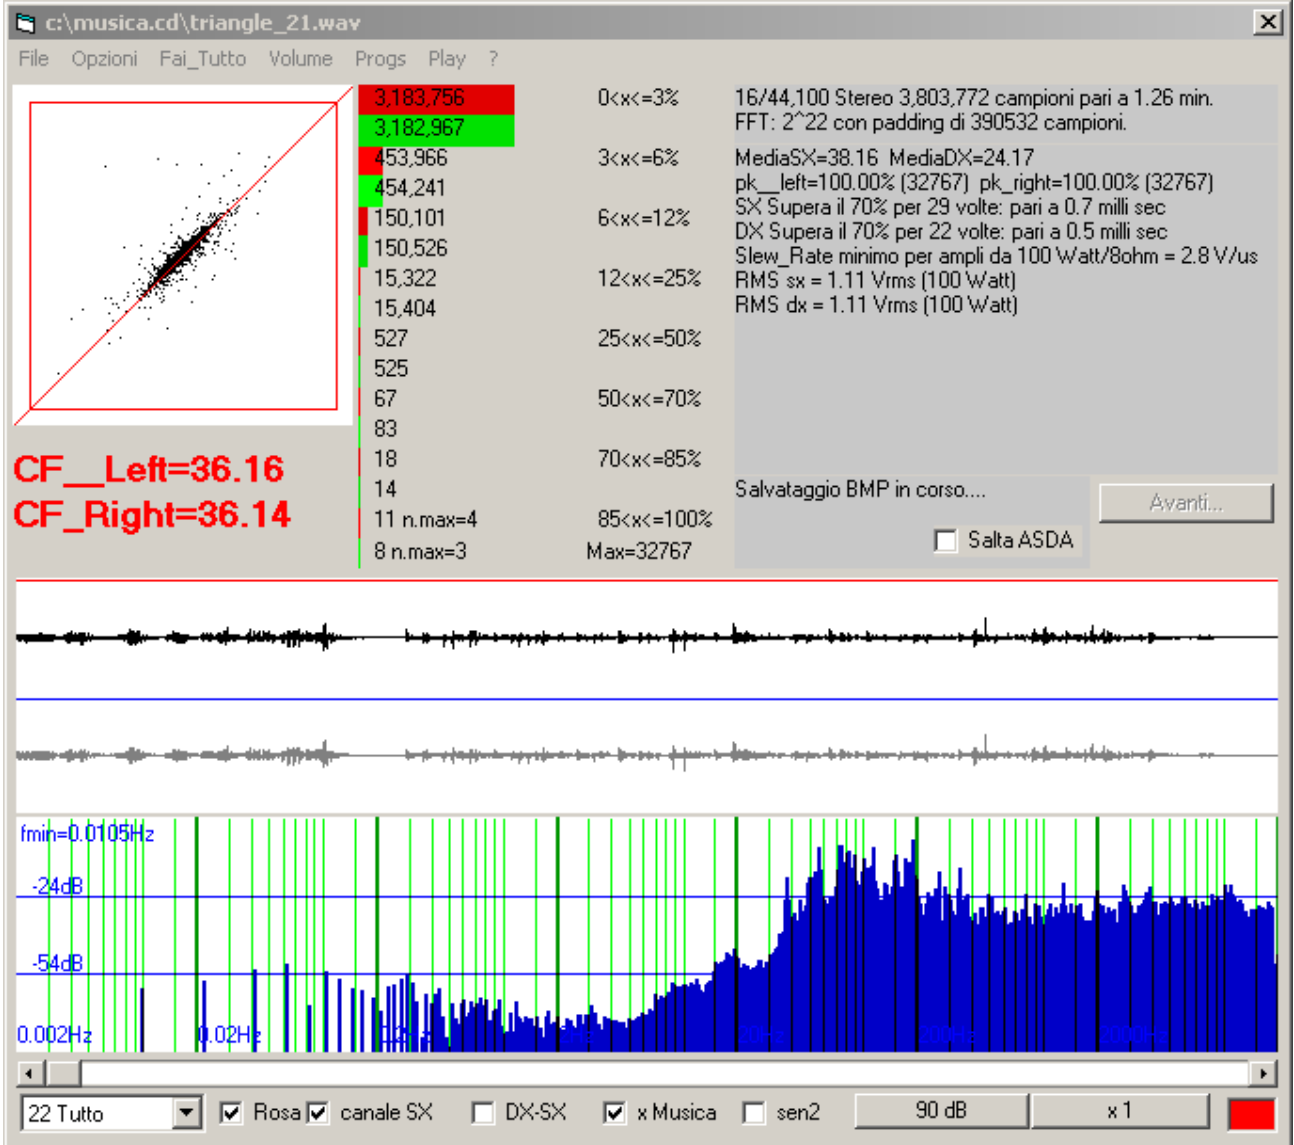 c:\musica.cd\triangle_21.wav
File Opzioni Fai_Tutto Volume Progs Play ?
3,183,756 0<x<=3%
3,182,967
453,966 3<x<=6%
454,241
150,101 6<x<=12%
150,526
15,322 12<x<=25%
15,404
527 25<x<=50%
525
67 50<x<=70%
83
18 70<x<=85%
14
11 n.max=4 85<x<=100%
8 n.max=3 Max=32767
16/44,100 Stereo 3,803,772 campioni pari a 1.26 min.
FFT: 2^22 con padding di 390532 campioni.
MediaSX=38.16 MediaDX=24.17
pk__left=100.00% (32767) pk_right=100.00% (32767)
SX Supera il 70% per 29 volte: pari a 0.7 milli sec
DX Supera il 70% per 22 volte: pari a 0.5 milli sec
Slew_Rate minimo per ampli da 100 Watt/8ohm = 2.8 V/us
RMS sx = 1.11 Vrms (100 Watt)
RMS dx = 1.11 Vrms (100 Watt)
CF__Left=36.16
CF_Right=36.14
Salvataggio BMP in corso....
Avanti...
Salta ASDA
fmin=0.0105Hz
-24dB
-54dB
0.002Hz 0.02Hz 0.2Hz 20Hz 200Hz 2000Hz
22 Tutto Rosa canale SX DX-SX x Musica sen2 90 dB x 1